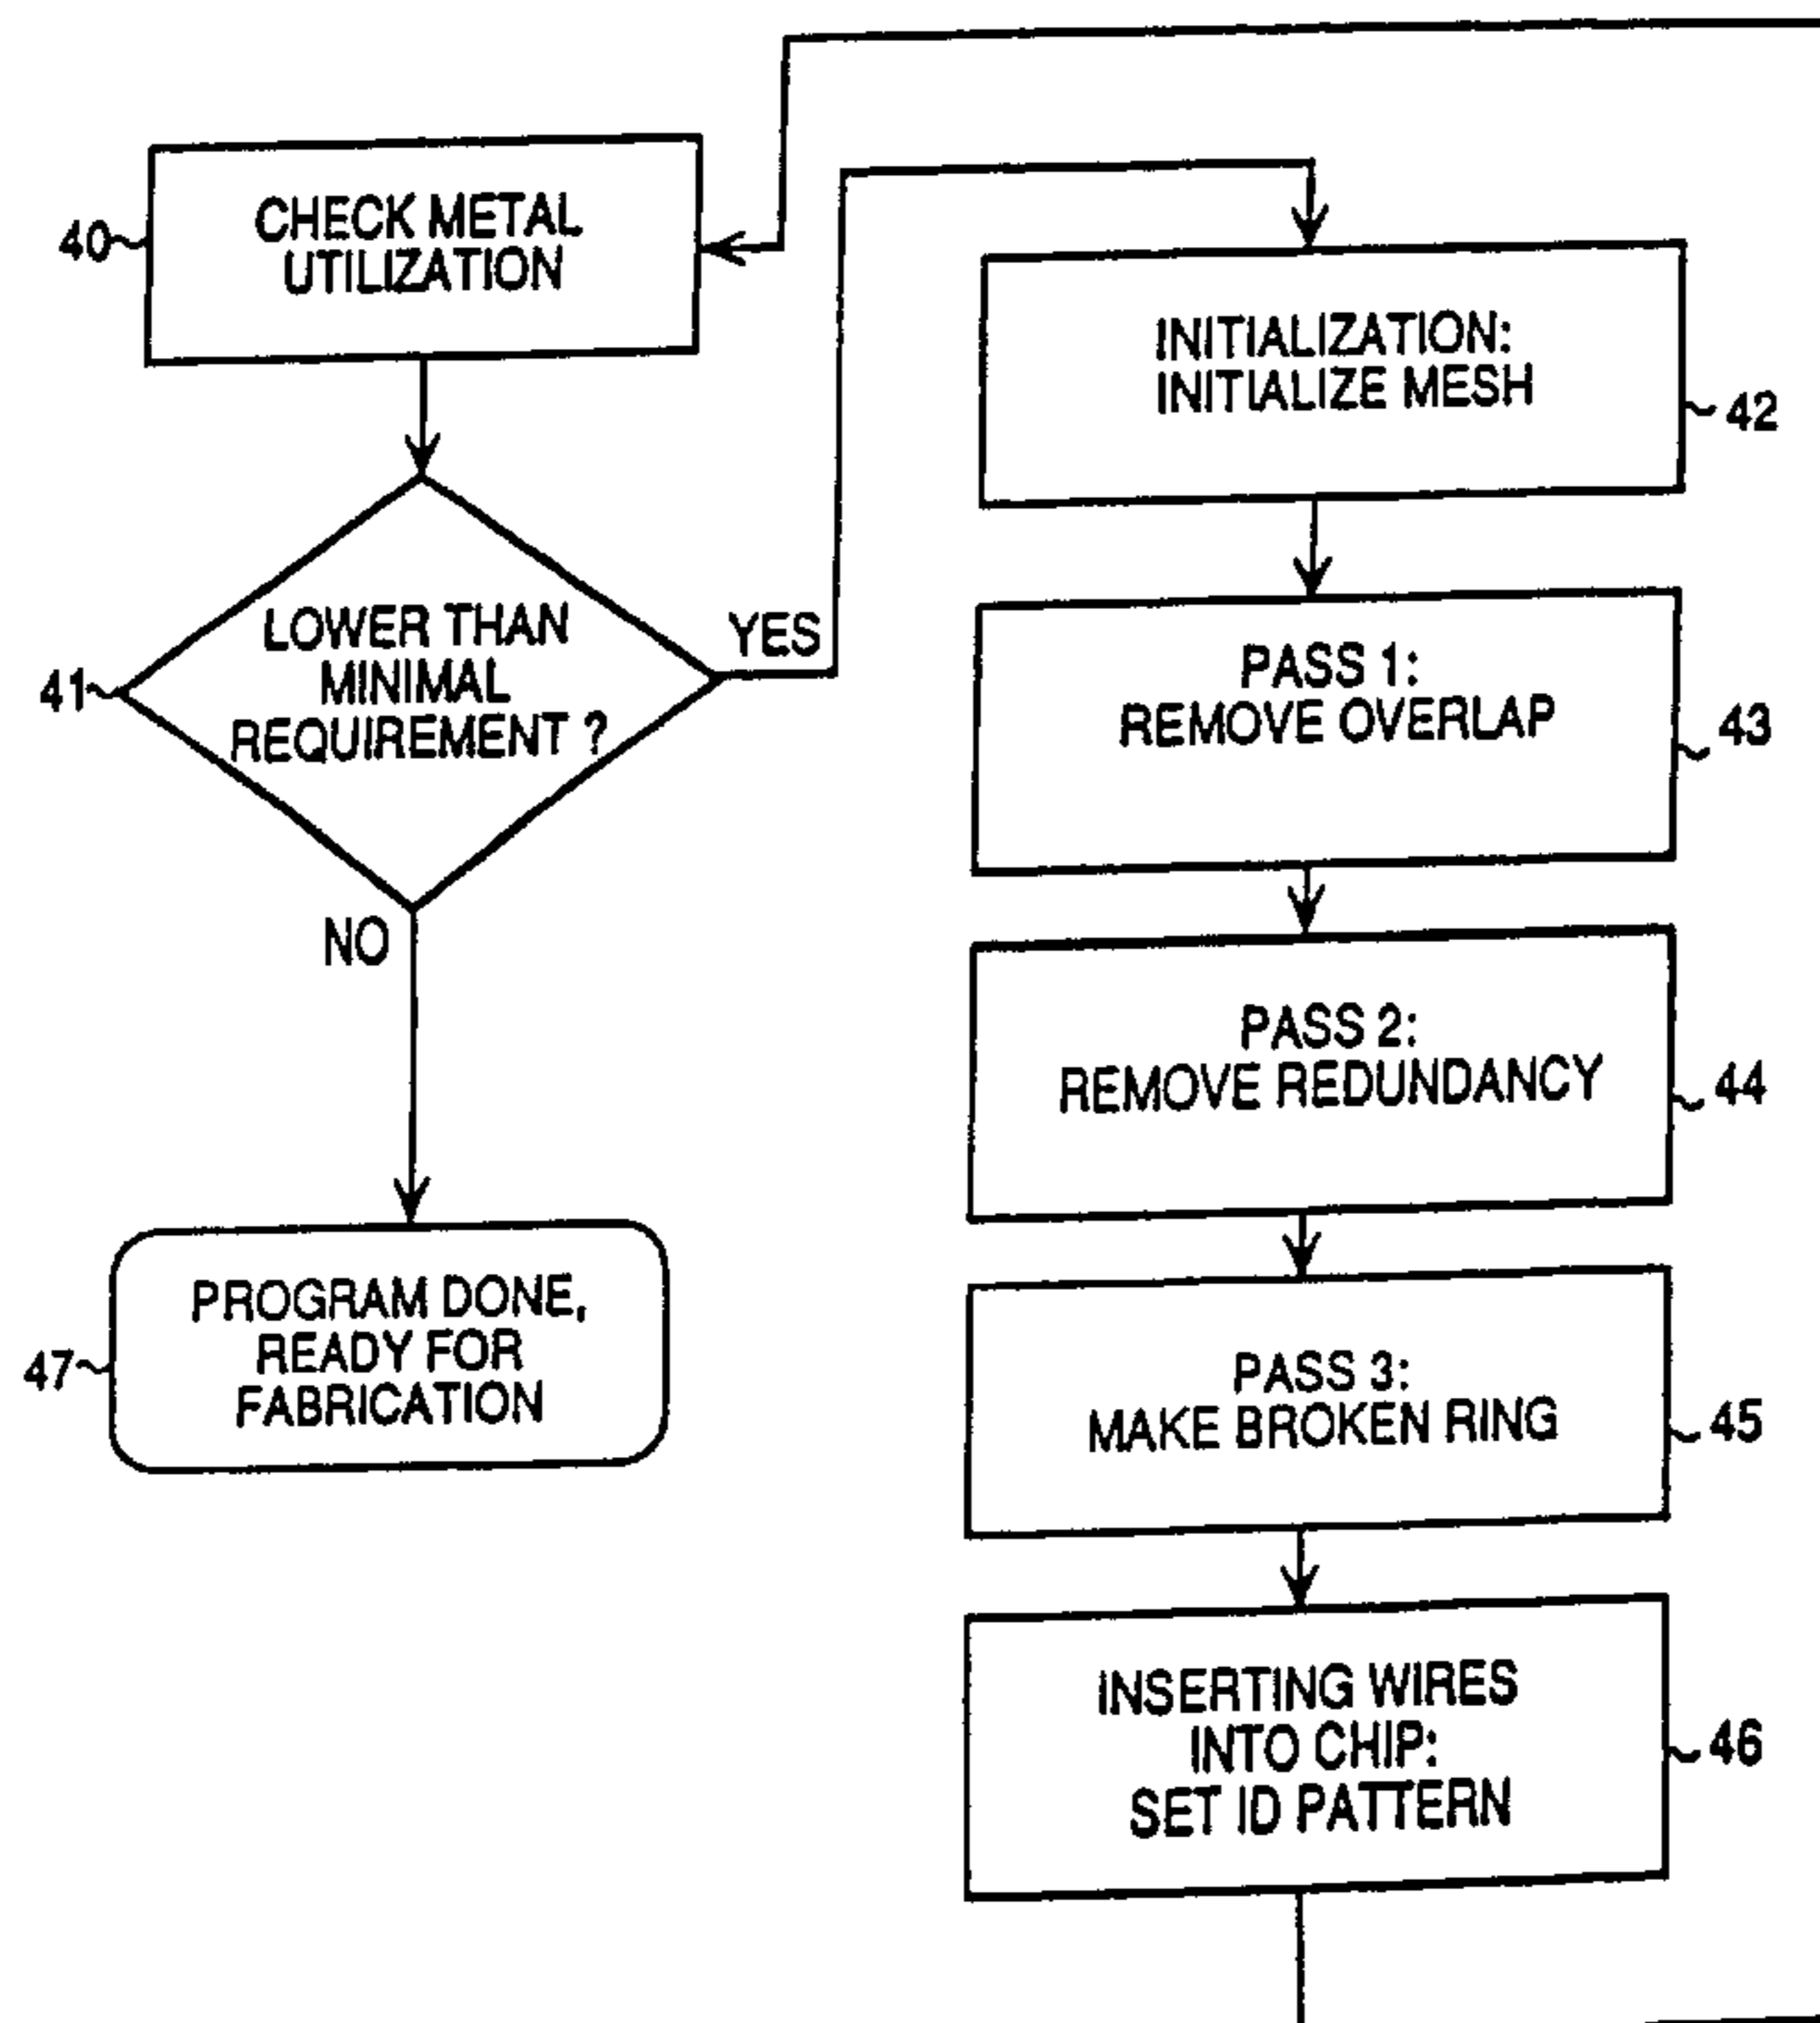 40
CHECK METAL
UTILIZATION
41
LOWER THAN
MINIMAL
REQUIREMENT ?
YES
NO
47
PROGRAM DONE,
READY FOR
FABRICATION
INITIALIZATION:
INITIALIZE MESH
42
PASS 1:
REMOVE OVERLAP
43
PASS 2:
REMOVE REDUNDANCY
44
PASS 3:
MAKE BROKEN RING
45
INSERTING WIRES
INTO CHIP:
SET ID PATTERN
46